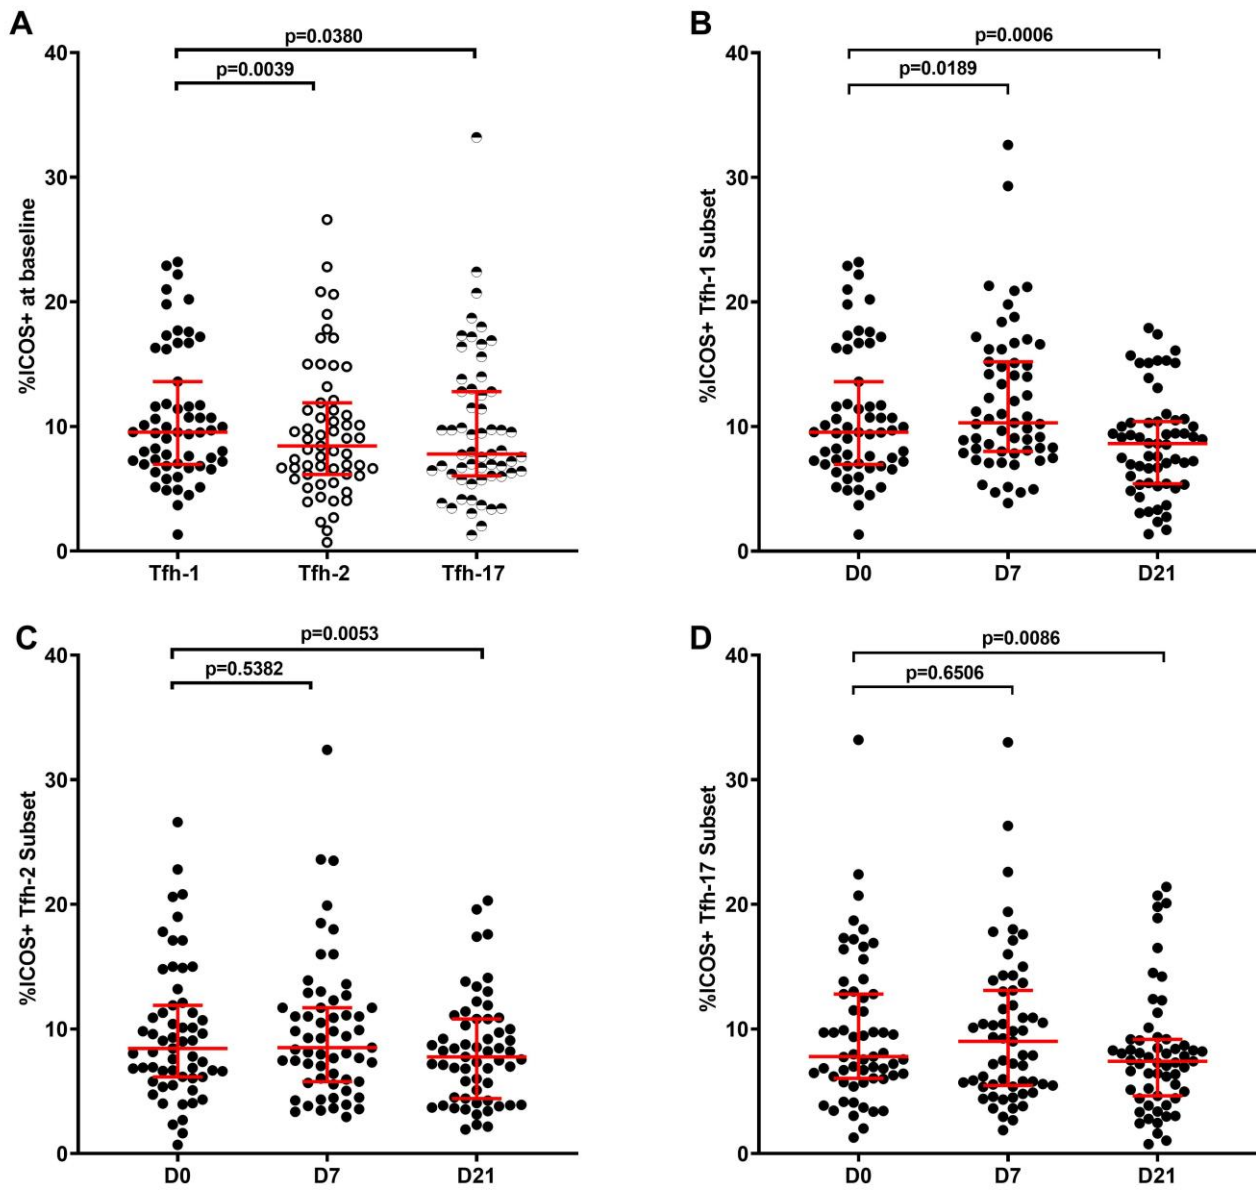 A
p=0.0380
p=0.0039
%ICOS+ at baseline
40
30
20
10
0
Tfh-1 Tfh-2 Tfh-17
B
p=0.0006
p=0.0189
%ICOS+ Tfh-1 Subset
40
30
20
10
0
D0 D7 D21
C
p=0.0053
p=0.5382
%ICOS+ Tfh-2 Subset
40
30
20
10
0
D0 D7 D21
D
p=0.0086
p=0.6506
%ICOS+ Tfh-17 Subset
40
30
20
10
0
D0 D7 D21